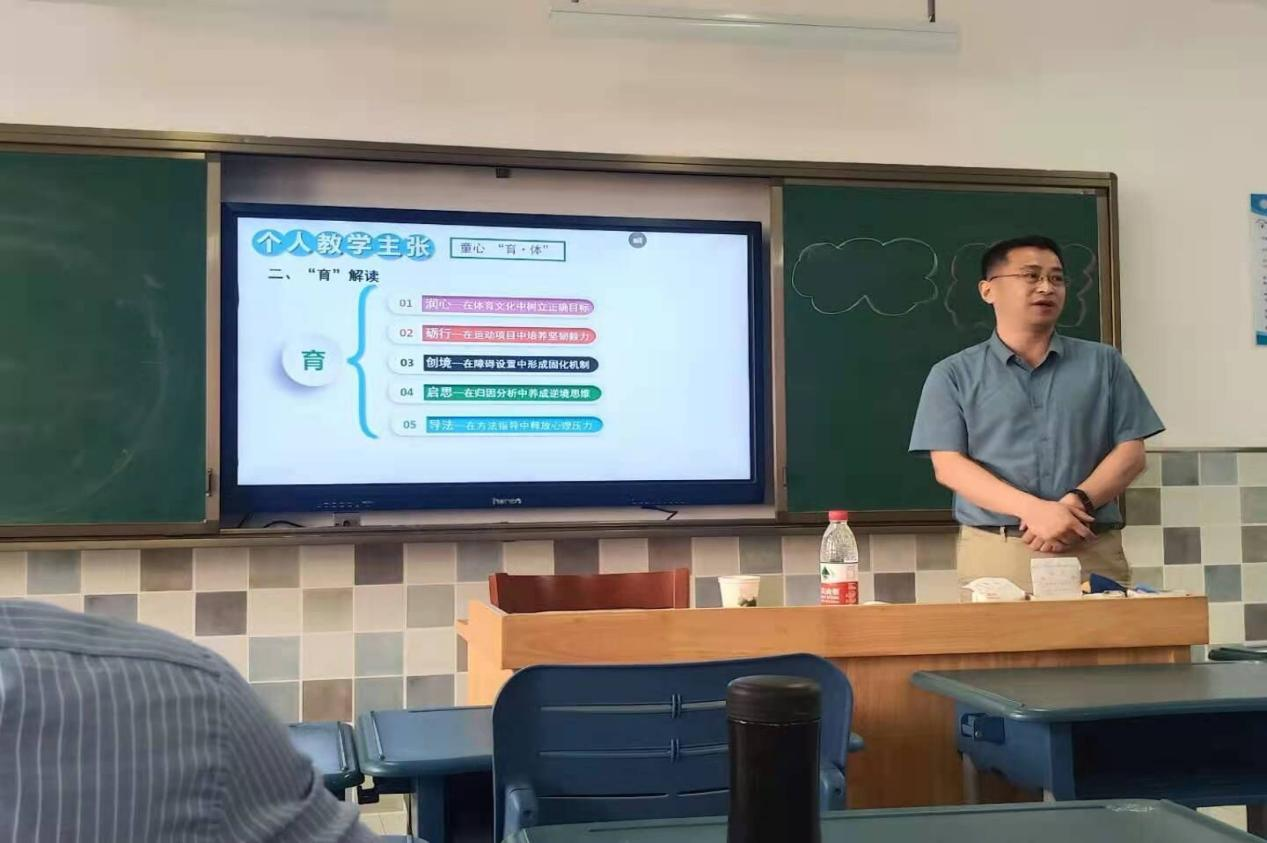 个人教学主张
童心 “育·体”
二、“育”解读
育
01 润心—在体育文化中树立正确目标
02 砺行—在运动项目中培养坚韧毅力
03 创境—在障碍设置中形成固化机制
04 启思—在归因分析中养成逆境思维
05 导法—在方法指导中释放心理压力